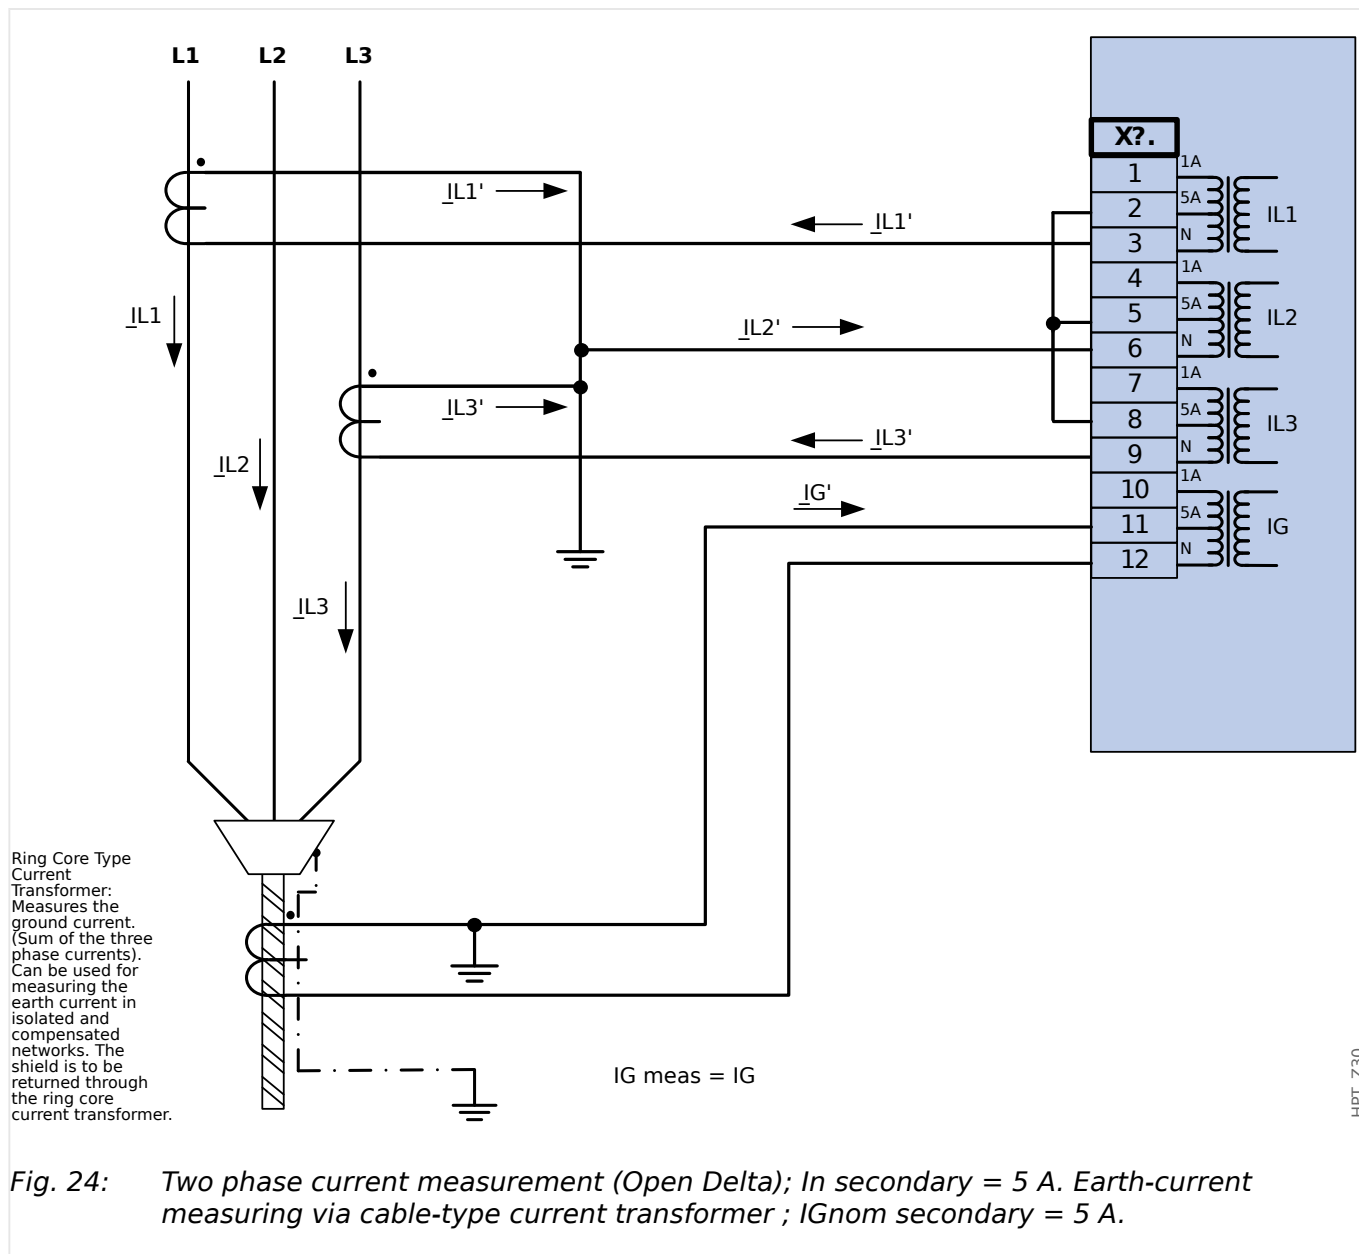 L1 L2 L3
X?.
1
2
3
4
5
6
7
8
9
10
11
12
1A
5A
N
IL1
1A
5A
N
IL2
1A
5A
N
IL3
1A
5A
N
IG
IL1'
IL1'
IL1
IL2'
IL3'
IL3'
IL2
IG'
IL3
Ring Core Type
Current
Transformer:
Measures the
ground current.
(Sum of the three
phase currents).
Can be used for
measuring the
earth current in
isolated and
compensated
networks. The
shield is to be
returned through
the ring core
current transformer.
IG meas = IG
Fig. 24: Two phase current measurement (Open Delta); In secondary = 5 A. Earth-current
measuring via cable-type current transformer ; IGnom secondary = 5 A.